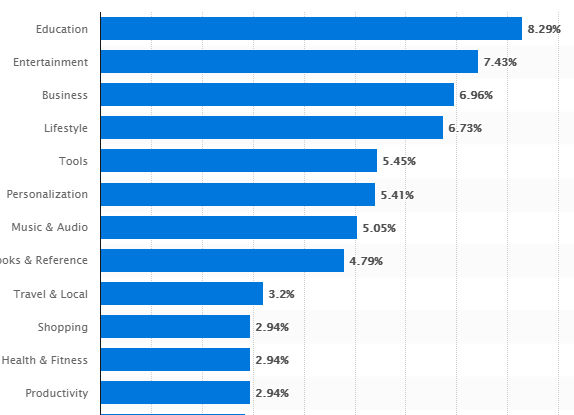 Education 8.29%
Entertainment 7.43%
Business 6.96%
Lifestyle 6.73%
Tools 5.45%
Personalization 5.41%
Music & Audio 5.05%
ooks & Reference 4.79%
Travel & Local 3.2%
Shopping 2.94%
Health & Fitness 2.94%
Productivity 2.94%